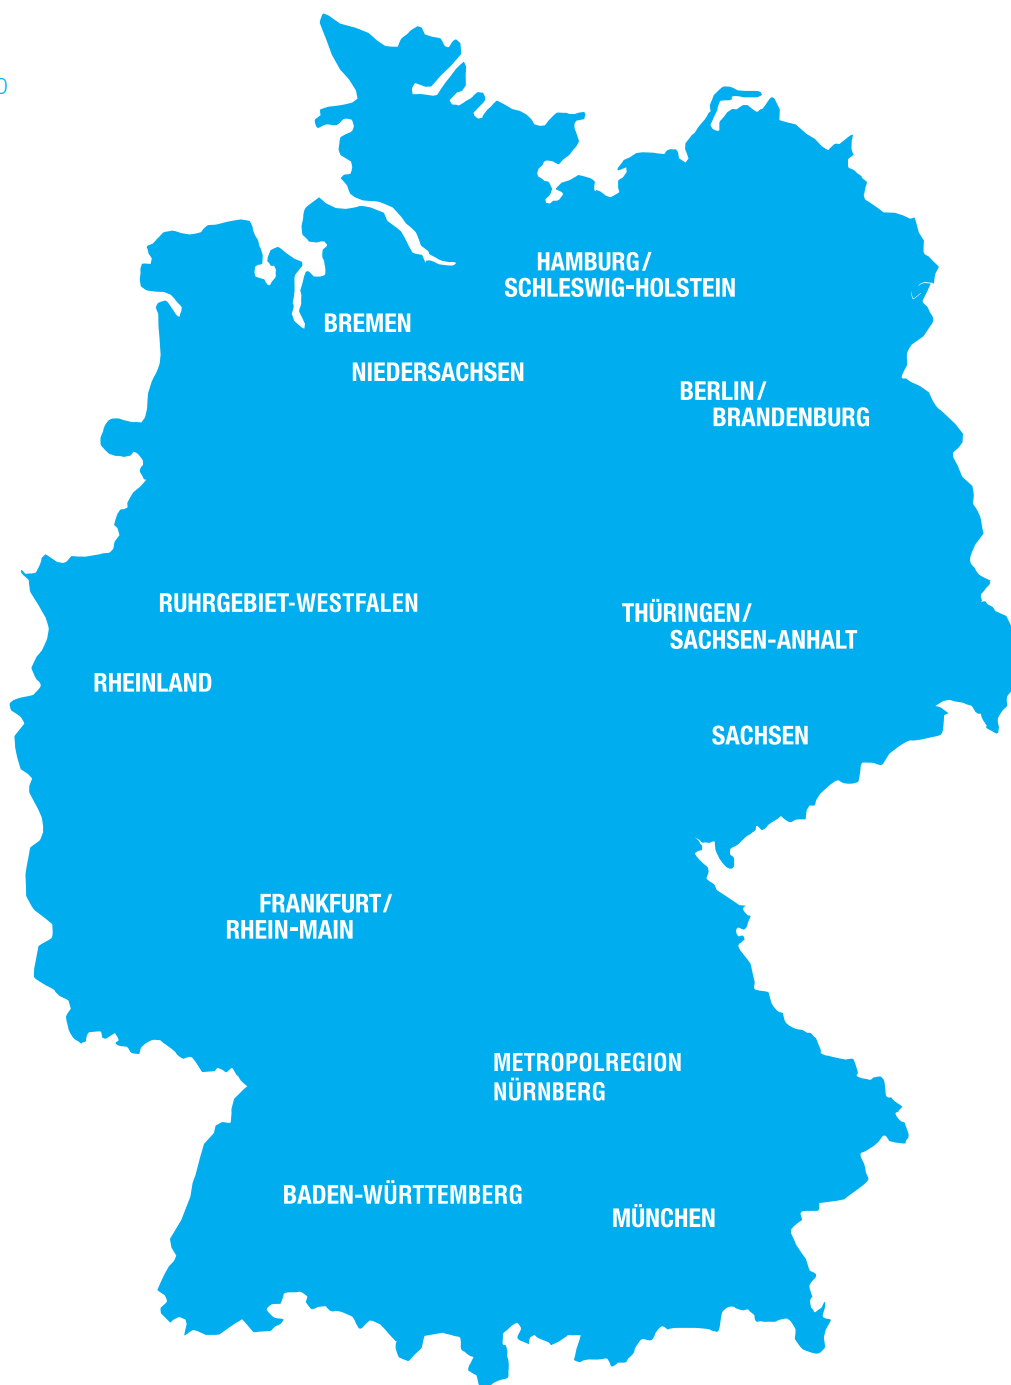 HAMBURG/
SCHLESWIG-HOLSTEIN
BREMEN
NIEDERSACHSEN
BERLIN/
BRANDENBURG
RUHRGEBIET-WESTFALEN
THÜRINGEN/
SACHSEN-ANHALT
RHEINLAND
SACHSEN
FRANKFURT/
RHEIN-MAIN
METROPOLREGION
NÜRNBERG
BADEN-WÜRTTEMBERG
MÜNCHEN